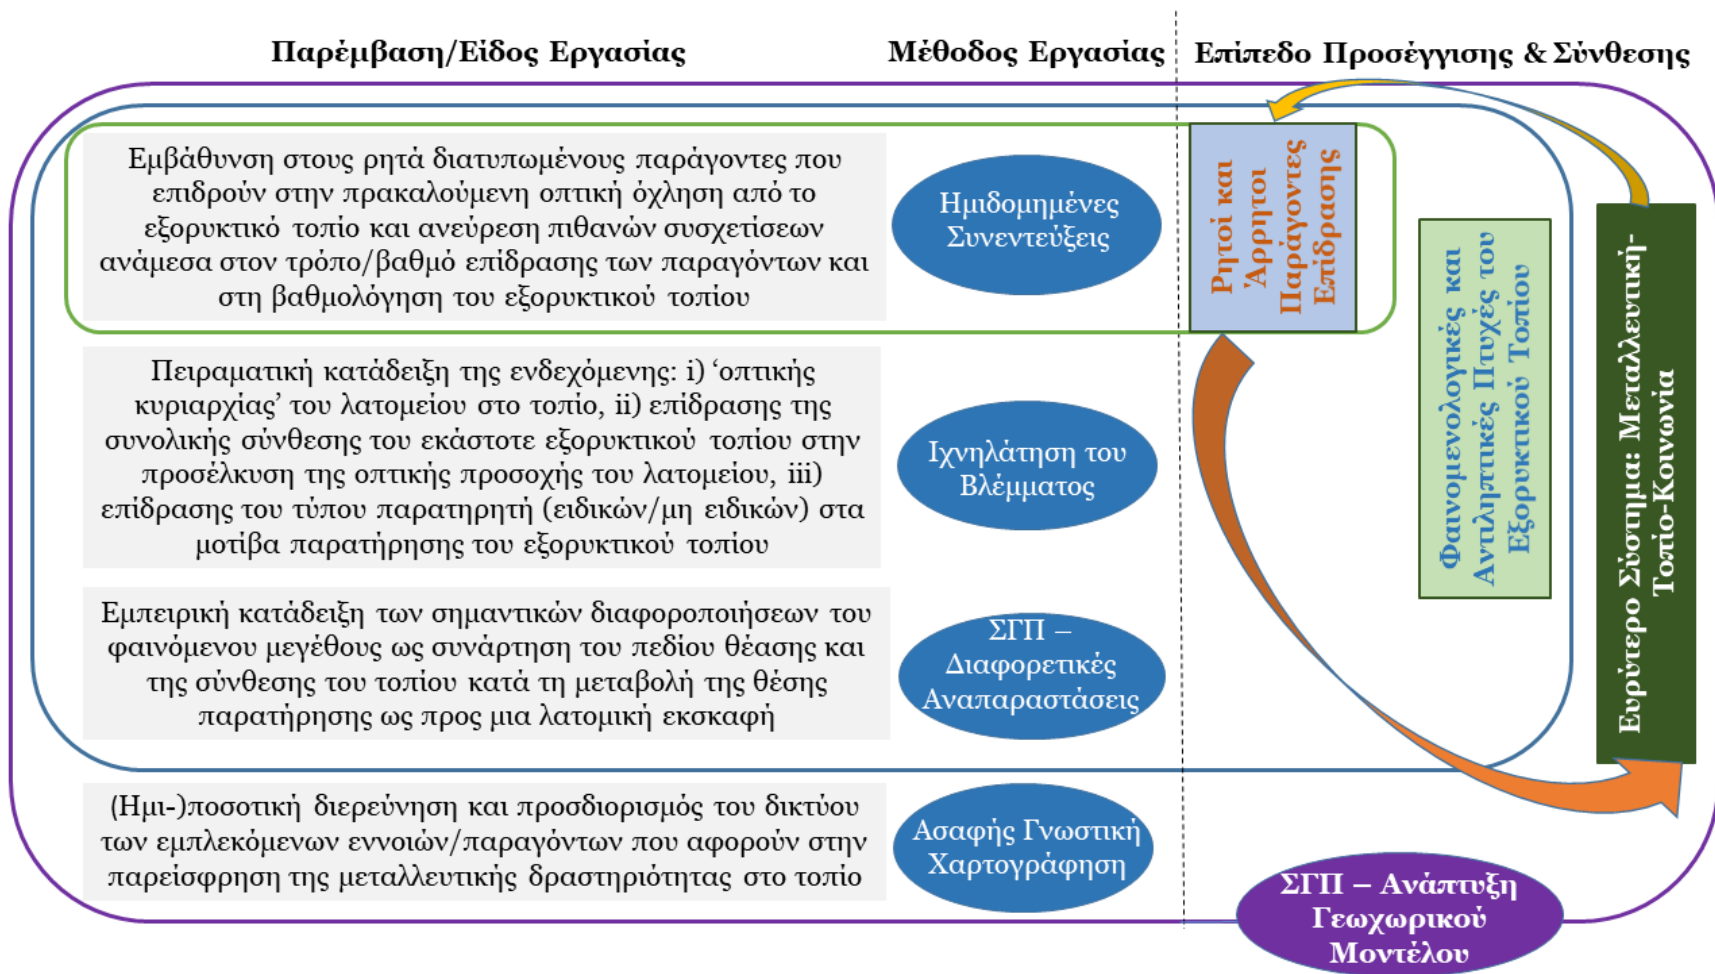 Παρέμβαση/Είδος Εργασίας
Μέθοδος Εργασίας
Επίπεδο Προσέγγισης & Σύνθεσης
Εμβάθυνση στους ρητά διατυπωμένους παράγοντες που
επιδρούν στην πρακαλούμενη οπτική όχληση από το
εξορυκτικό τοπίο και ανεύρεση πιθανών συσχετίσεων
ανάμεσα στον τρόπο/βαθμό επίδρασης των παραγόντων και
στη βαθμολόγηση του εξορυκτικού τοπίου
Ημιδομημένες
Συνεντεύξεις
Ρητοί και
Άρρητοι
Παράγοντες
Επίδρασης
Πειραματική κατάδειξη της ενδεχόμενης: i) ‘οπτικής
κυριαρχίας’ του λατομείου στο τοπίο, ii) επίδρασης της
συνολικής σύνθεσης του εκάστοτε εξορυκτικού τοπίου στην
προσέλκυση της οπτικής προσοχής του λατομείου, iii)
επίδρασης του τύπου παρατηρητή (ειδικών/μη ειδικών) στα
μοτίβα παρατήρησης του εξορυκτικού τοπίου
Ιχνηλάτηση του
Βλέμματος
Φαινομενολογικές και
Αντιληπτικές Πτυχές του
Εξορυκτικού Τοπίου
Ευρύτερο Σύστημα: Μεταλλευτική-
Τοπίο-Κοινωνία
Εμπειρική κατάδειξη των σημαντικών διαφοροποιήσεων του
φαινόμενου μεγέθους ως συνάρτηση του πεδίου θέασης και
της σύνθεσης του τοπίου κατά τη μεταβολή της θέσης
παρατήρησης ως προς μια λατομική εκσκαφή
ΣΓΠ –
Διαφορετικές
Αναπαραστάσεις
(Ημι-)ποσοτική διερεύνηση και προσδιορισμός του δικτύου
των εμπλεκόμενων εννοιών/παραγόντων που αφορούν στην
παρείσφρηση της μεταλλευτικής δραστηριότητας στο τοπίο
Ασαφής Γνωστική
Χαρτογράφηση
ΣΓΠ – Ανάπτυξη
Γεωχωρικού
Μοντέλου